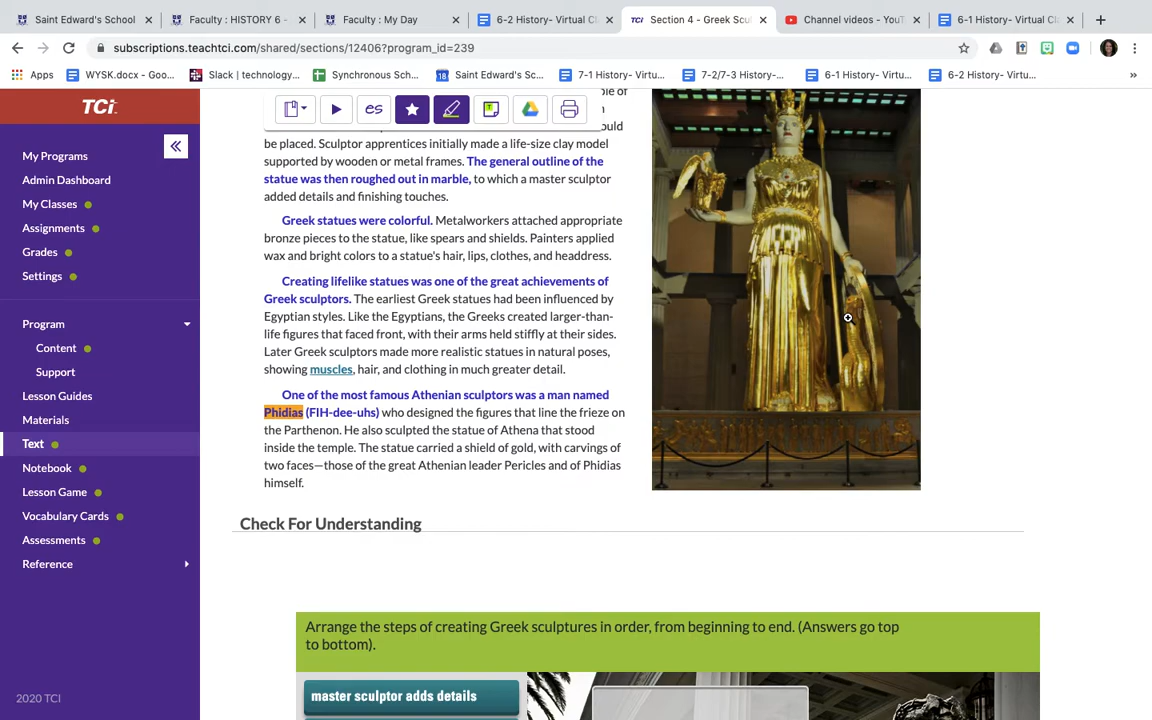 Saint Edward's School
Faculty : HISTORY 6 -
Faculty : My Day
6-2 History- Virtual Cl
Section 4 - Greek Scu
Channel videos - YouT
6-1 History- Virtual Cl
subscriptions.teachtci.com/shared/sections/12406?program_id=239
Apps
WYSK.docx - Goo...
Slack | technology...
Synchronous Sch...
18
Saint Edward's Sc...
7-1 History- Virtu...
7-2/7-3 History-...
6-1 History- Virtu...
6-2 History- Virtu...
TCi
My Programs
Admin Dashboard
My Classes
Assignments
Grades
Settings
Program
Content
Support
Lesson Guides
Materials
Text
Notebook
Lesson Game
Vocabulary Cards
Assessments
Reference
2020 TCI
es
be placed. Sculptor apprentices initially made a life-size clay model
supported by wooden or metal frames. The general outline of the
statue was then roughed out in marble, to which a master sculptor
added details and finishing touches.
Greek statues were colorful. Metalworkers attached appropriate
bronze pieces to the statue, like spears and shields. Painters applied
wax and bright colors to a statue's hair, lips, clothes, and headdress.
Creating lifelike statues was one of the great achievements of
Greek sculptors. The earliest Greek statues had been influenced by
Egyptian styles. Like the Egyptians, the Greeks created larger-than-
life figures that faced front, with their arms held stiffly at their sides.
Later Greek sculptors made more realistic statues in natural poses,
showing muscles, hair, and clothing in much greater detail.
One of the most famous Athenian sculptors was a man named
Phidias (FIH-dee-uhs) who designed the figures that line the frieze on
the Parthenon. He also sculpted the statue of Athena that stood
inside the temple. The statue carried a shield of gold, with carvings of
two faces—those of the great Athenian leader Pericles and of Phidias
himself.
Check For Understanding
Arrange the steps of creating Greek sculptures in order, from beginning to end. (Answers go top
to bottom).
master sculptor adds details